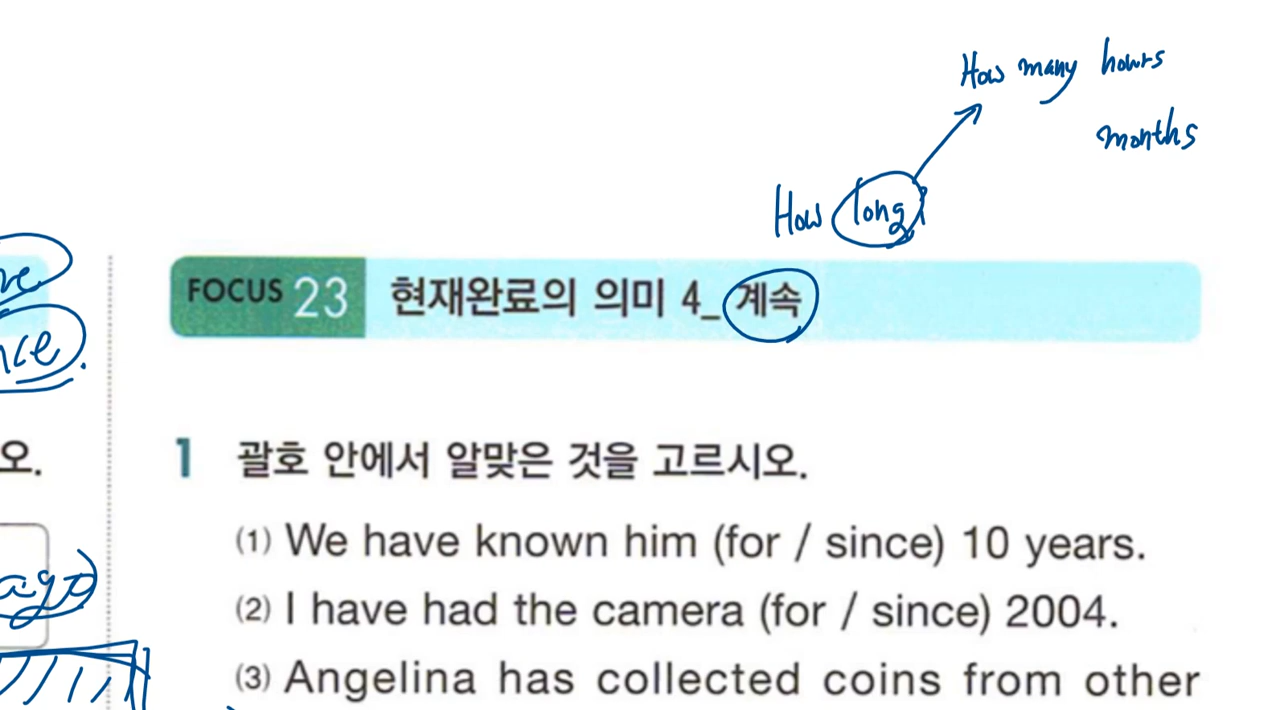 How many hours
months
How long
FOCUS 23 현재완료의 의미 4_ 계속
오.
1 괄호 안에서 알맞은 것을 고르시오.
(1) We have known him (for / since) 10 years.
ago
(2) I have had the camera (for / since) 2004.
(3) Angelina has collected coins from other